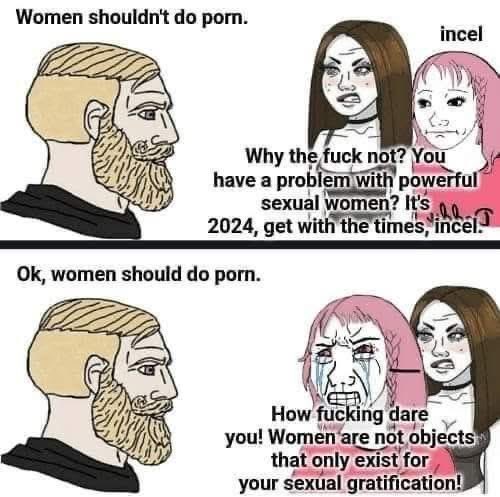 Women shouldn't do porn.
incel
Why the fuck not? You
have a problem with powerful
sexual women? It's
2024, get with the times, incel.
Ok, women should do porn.
How fucking dare
you! Women are not objects
that only exist for
your sexual gratification!